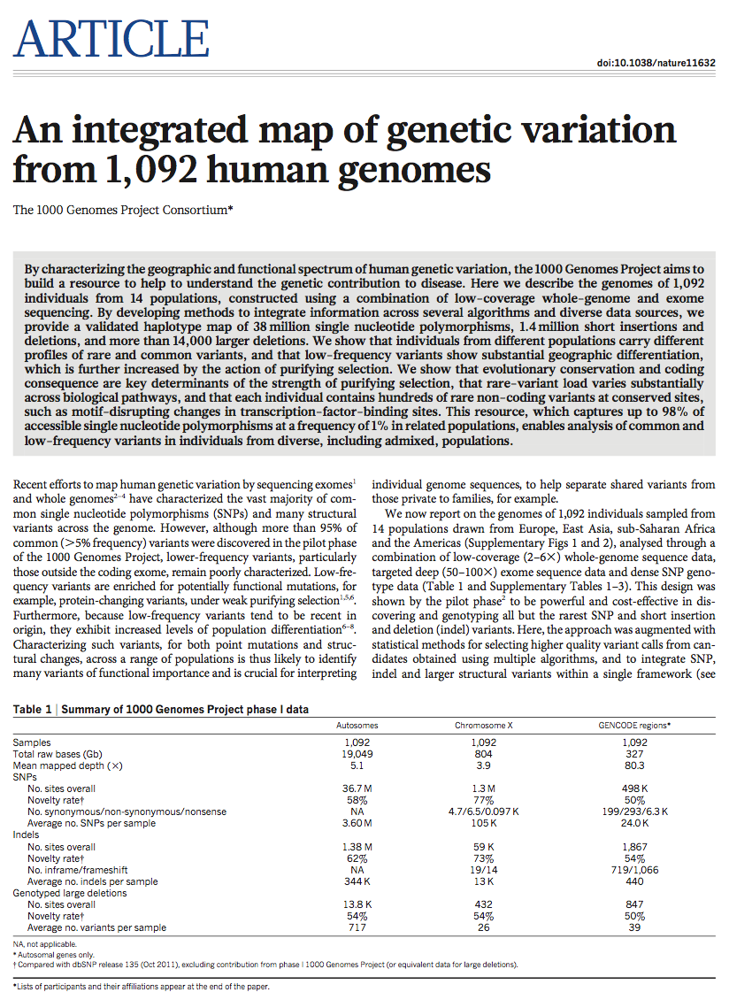 ARTICLE
doi:10.1038/nature11632
An integrated map of genetic variation
from 1,092 human genomes
The 1000 Genomes Project Consortium*
By characterizing the geographic and functional spectrum of human genetic variation, the 1000 Genomes Project aims to
build a resource to help to understand the genetic contribution to disease. Here we describe the genomes of 1,092
individuals from 14 populations, constructed using a combination of low-coverage whole-genome and exome
sequencing. By developing methods to integrate information across several algorithms and diverse data sources, we
provide a validated haplotype map of 38 million single nucleotide polymorphisms, 1.4 million short insertions and
deletions, and more than 14,000 larger deletions. We show that individuals from different populations carry different
profiles of rare and common variants, and that low-frequency variants show substantial geographic differentiation,
which is further increased by the action of purifying selection. We show that evolutionary conservation and coding
consequence are key determinants of the strength of purifying selection, that rare-variant load varies substantially
across biological pathways, and that each individual contains hundreds of rare non-coding variants at conserved sites,
such as motif-disrupting changes in transcription-factor-binding sites. This resource, which captures up to 98% of
accessible single nucleotide polymorphisms at a frequency of 1% in related populations, enables analysis of common and
low-frequency variants in individuals from diverse, including admixed, populations.
Recent efforts to map human genetic variation by sequencing exomes1
and whole genomes2–4 have characterized the vast majority of com-
mon single nucleotide polymorphisms (SNPs) and many structural
variants across the genome. However, although more than 95% of
common (>5% frequency) variants were discovered in the pilot phase
of the 1000 Genomes Project, lower-frequency variants, particularly
those outside the coding exome, remain poorly characterized. Low-fre-
quency variants are enriched for potentially functional mutations, for
example, protein-changing variants, under weak purifying selection1,5,6.
Furthermore, because low-frequency variants tend to be recent in
origin, they exhibit increased levels of population differentiation6–8.
Characterizing such variants, for both point mutations and struc-
tural changes, across a range of populations is thus likely to identify
many variants of functional importance and is crucial for interpreting
individual genome sequences, to help separate shared variants from
those private to families, for example.
We now report on the genomes of 1,092 individuals sampled from
14 populations drawn from Europe, East Asia, sub-Saharan Africa
and the Americas (Supplementary Figs 1 and 2), analysed through a
combination of low-coverage (2–6×) whole-genome sequence data,
targeted deep (50–100×) exome sequence data and dense SNP geno-
type data (Table 1 and Supplementary Tables 1–3). This design was
shown by the pilot phase2 to be powerful and cost-effective in dis-
covering and genotyping all but the rarest SNP and short insertion
and deletion (indel) variants. Here, the approach was augmented with
statistical methods for selecting higher quality variant calls from can-
didates obtained using multiple algorithms, and to integrate SNP,
indel and larger structural variants within a single framework (see
Table 1 | Summary of 1000 Genomes Project phase I data
Autosomes Chromosome X GENCODE regions*
Samples 1,092 1,092 1,092
Total raw bases (Gb) 19,049 804 327
Mean mapped depth (×) 5.1 3.9 80.3
SNPs
No. sites overall 36.7 M 1.3 M 498 K
Novelty rate† 58% 77% 50%
No. synonymous/non-synonymous/nonsense NA 4.7/6.5/0.097 K 199/293/6.3 K
Average no. SNPs per sample 3.60 M 105 K 24.0 K
Indels
No. sites overall 1.38 M 59 K 1,867
Novelty rate† 62% 73% 54%
No. inframe/frameshift NA 19/14 719/1,066
Average no. indels per sample 344 K 13 K 440
Genotyped large deletions
No. sites overall 13.8 K 432 847
Novelty rate† 54% 54% 50%
Average no. variants per sample 717 26 39
NA, not applicable.
* Autosomal genes only.
† Compared with dbSNP release 135 (Oct 2011), excluding contribution from phase I 1000 Genomes Project (or equivalent data for large deletions).
*Lists of participants and their affiliations appear at the end of the paper.